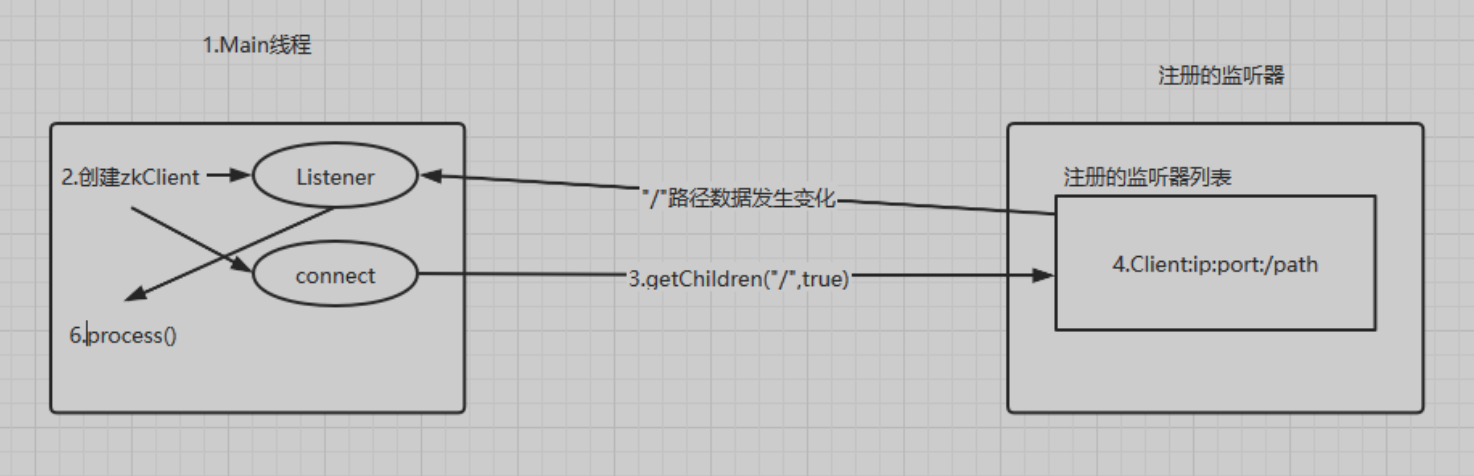 1.Main线程
注册的监听器
2.创建zkClient
Listener
"/"路径数据发生变化
注册的监听器列表
connect
3.getChildren("/",true)
4.Client:ip:port:/path
6.process()